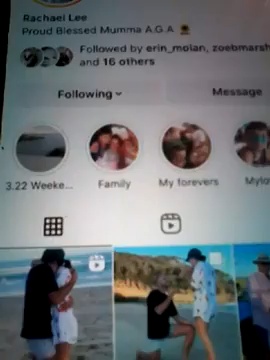 Rachael Lee
Proud Blessed Mumma A.G.A 🌻
Followed by erin_molan, zoebmarsh
and 16 others
Following
Message
3.22 Weeke...
Family
My forevers
Mylo